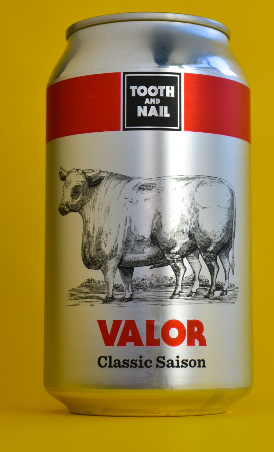 TOOTH
AND
NAIL
VALOR
Classic Saison